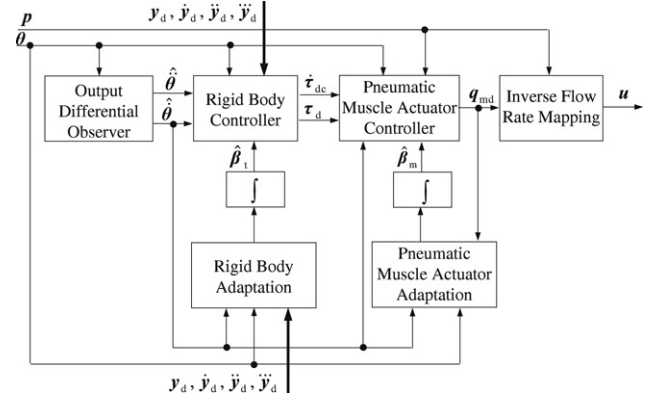 y_d , ẏ_d , ÿ_d , y⃛_d
p
θ
Output
Differential
Observer
θ̈̂
θ̇̂
Rigid Body
Controller
τ̇_dc
τ_d
Pneumatic
Muscle Actuator
Controller
q_md
Inverse Flow
Rate Mapping
u
β̂_t
β̂_m
∫
∫
Rigid Body
Adaptation
Pneumatic
Muscle Actuator
Adaptation
y_d , ẏ_d , ÿ_d , y⃛_d